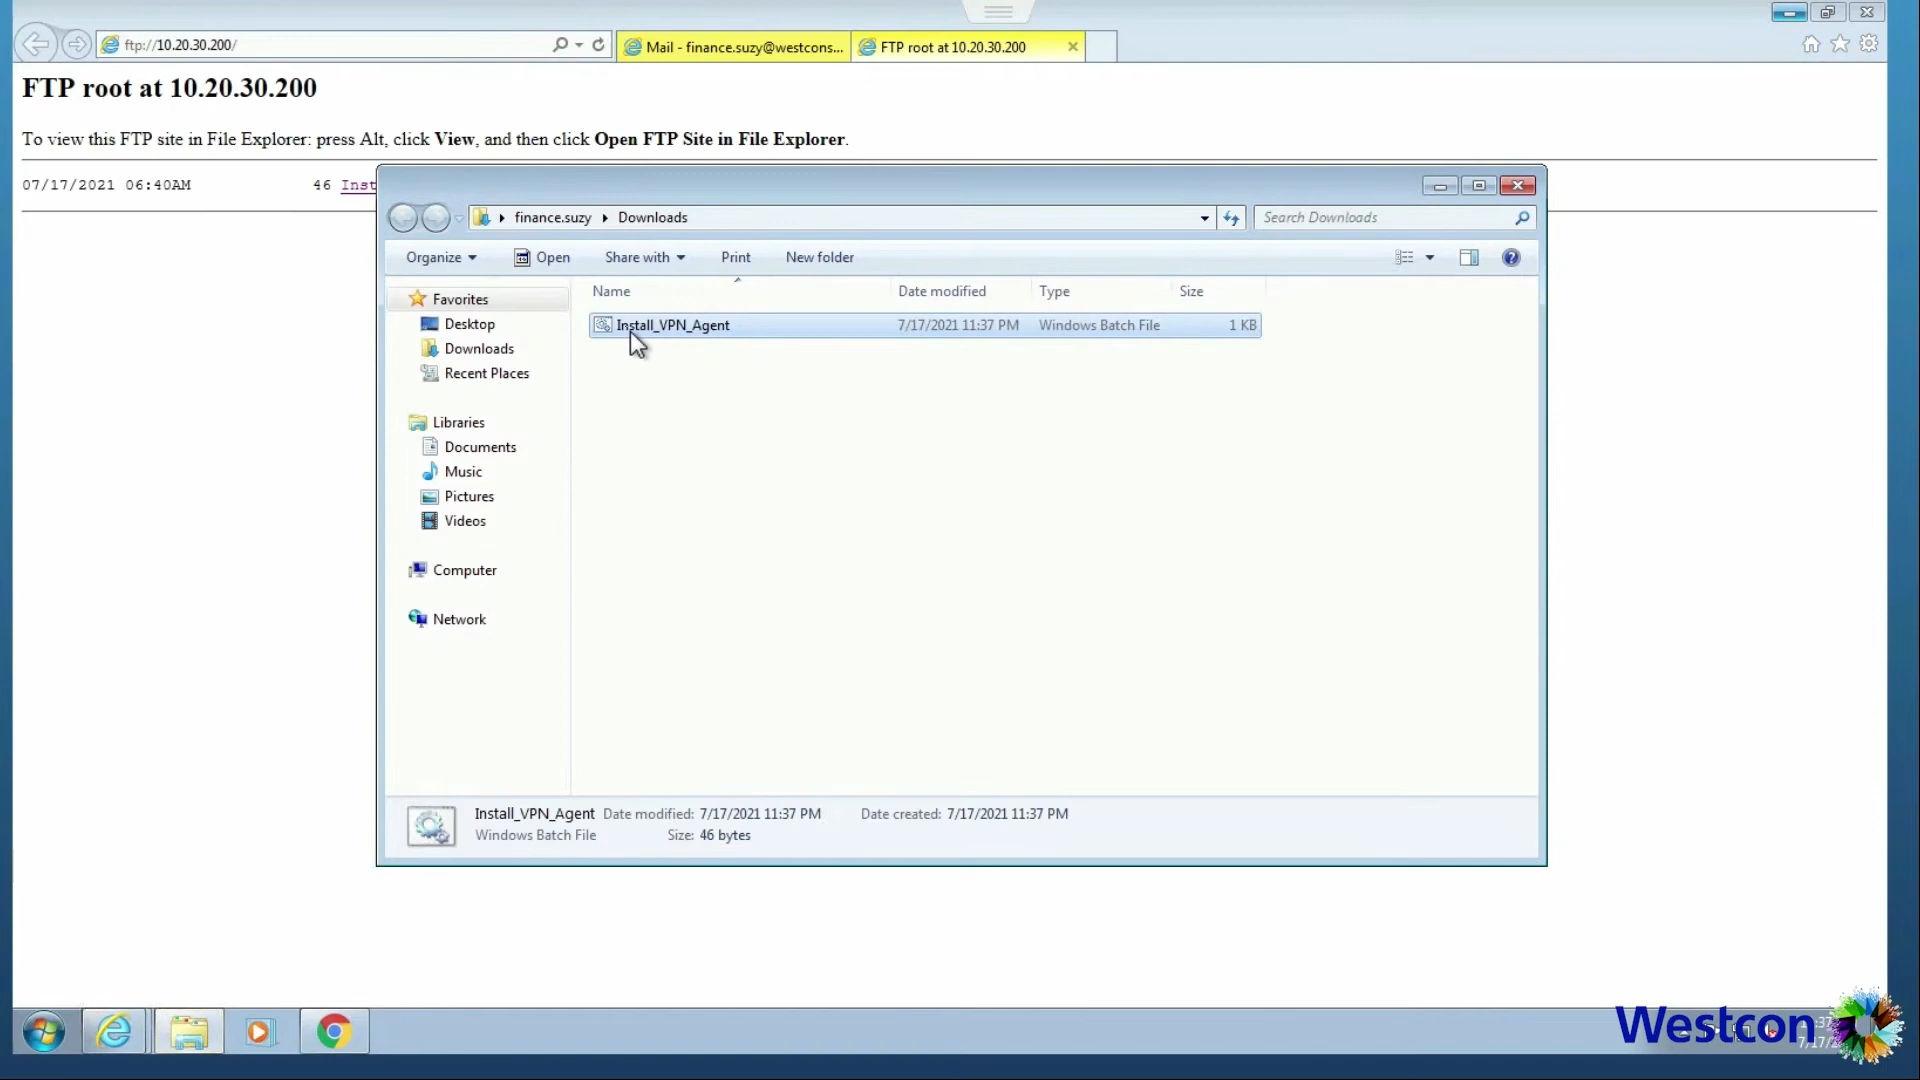 ftp://10.20.30.200/
Mail - finance.suzy@westcons...
FTP root at 10.20.30.200
FTP root at 10.20.30.200
To view this FTP site in File Explorer: press Alt, click View, and then click Open FTP Site in File Explorer.
07/17/2021 06:40AM 46 Inst
finance.suzy Downloads
Search Downloads
Organize Open Share with Print New folder
Name Date modified Type Size
Install_VPN_Agent 7/17/2021 11:37 PM Windows Batch File 1 KB
Favorites
Desktop
Downloads
Recent Places
Libraries
Documents
Music
Pictures
Videos
Computer
Network
Install_VPN_Agent Date modified: 7/17/2021 11:37 PM Date created: 7/17/2021 11:37 PM
Windows Batch File Size: 46 bytes
Westcon